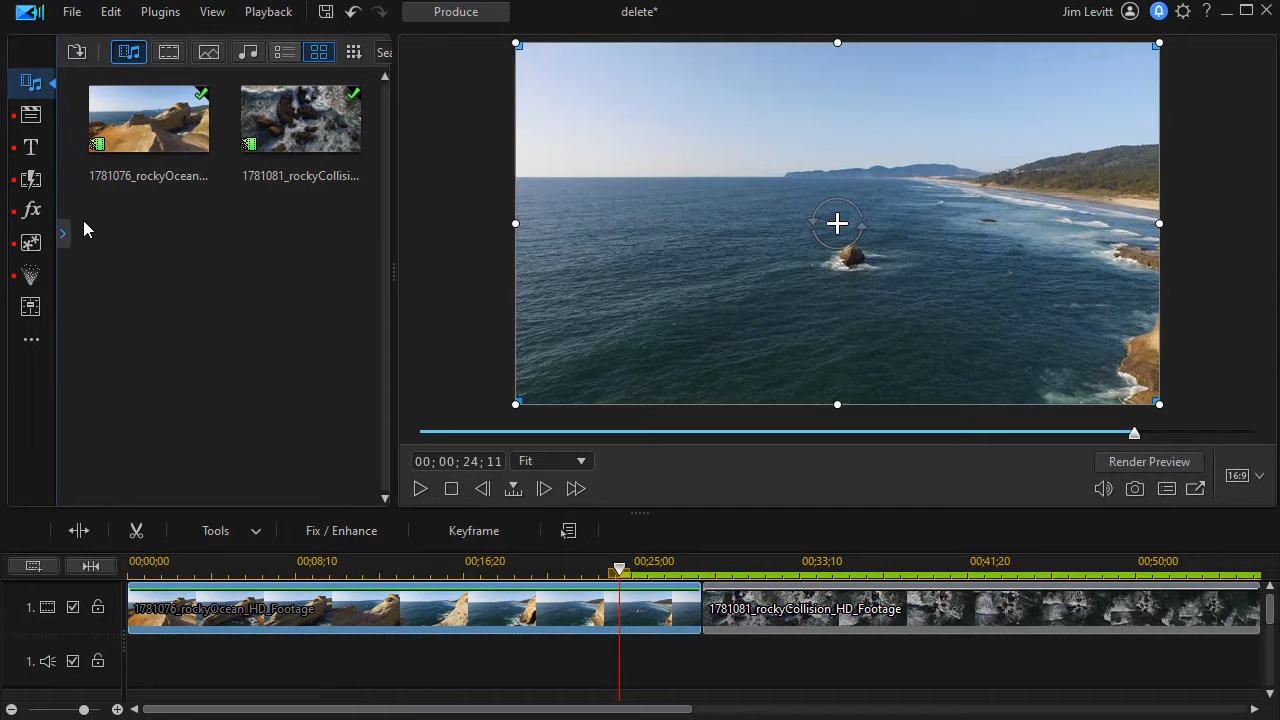 File Edit Plugins View Playback Produce delete* Jim Levitt ?
Sea
1781076_rockyOcean... 1781081_rockyCollisi...
T
fx
00; 00; 24; 11 Fit Render Preview
16:9
Tools Fix / Enhance Keyframe
00;00;00 00;08;10 00;16;20 00;25;00 00;33;10 00;41;20 00;50;00
1. 1781076_rockyOcean_HD_Footage 1781081_rockyCollision_HD_Footage
1.